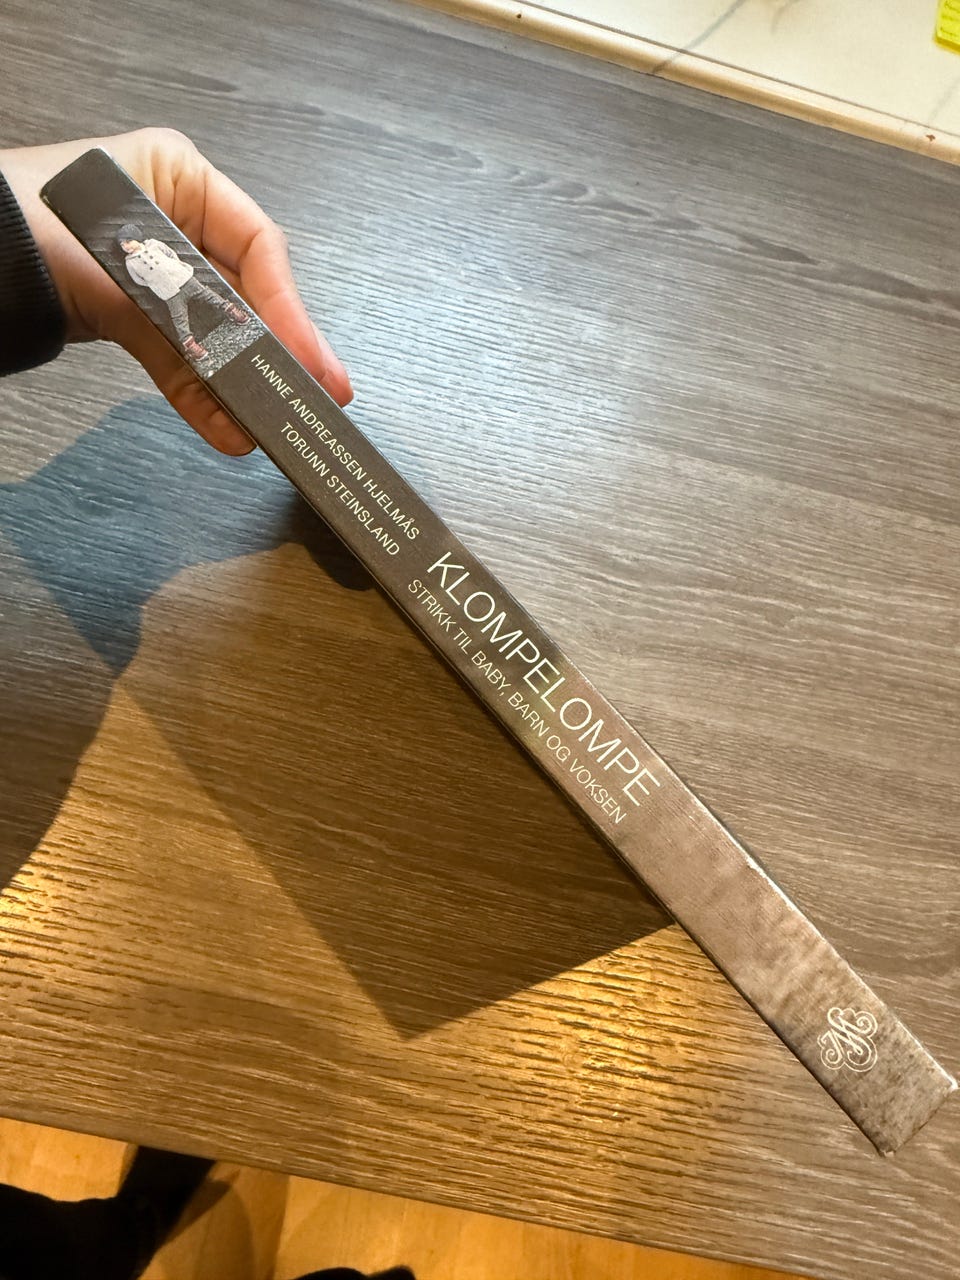 HANNE ANDREASSEN HJELMÅS
TORUNN STEINSLAND
KLOMPELOMPE
STRIKK TIL BABY, BARN OG VOKSEN